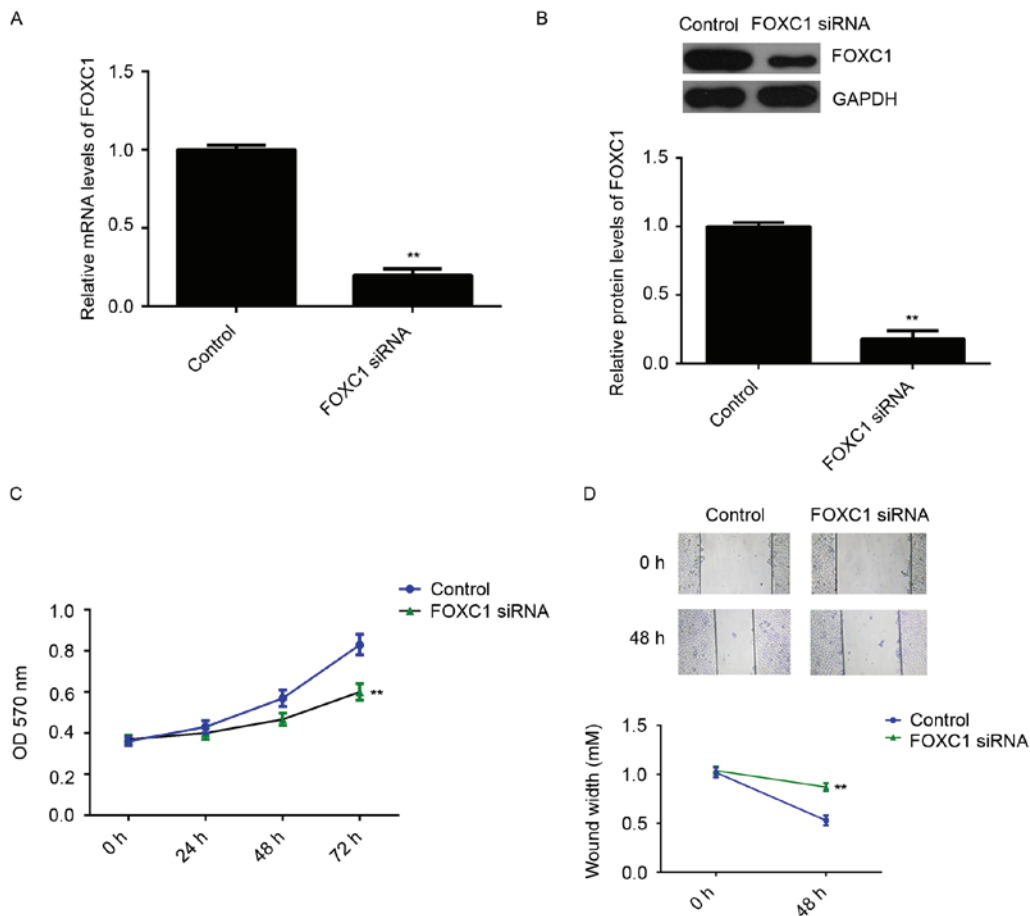 A
Relative mRNA levels of FOXC1
1.5
1.0
0.5
0.0
**
Control
FOXC1 siRNA
B
Control FOXC1 siRNA
FOXC1
GAPDH
Relative protein levels of FOXC1
1.5
1.0
0.5
0.0
**
Control
FOXC1 siRNA
C
Control
FOXC1 siRNA
OD 570 nm
1.0
0.8
0.6
0.4
0.2
0.0
**
0 h
24 h
48 h
72 h
D
Control FOXC1 siRNA
0 h
48 h
Control
FOXC1 siRNA
Wound width (mM)
1.5
1.0
0.5
0.0
**
0 h
48 h